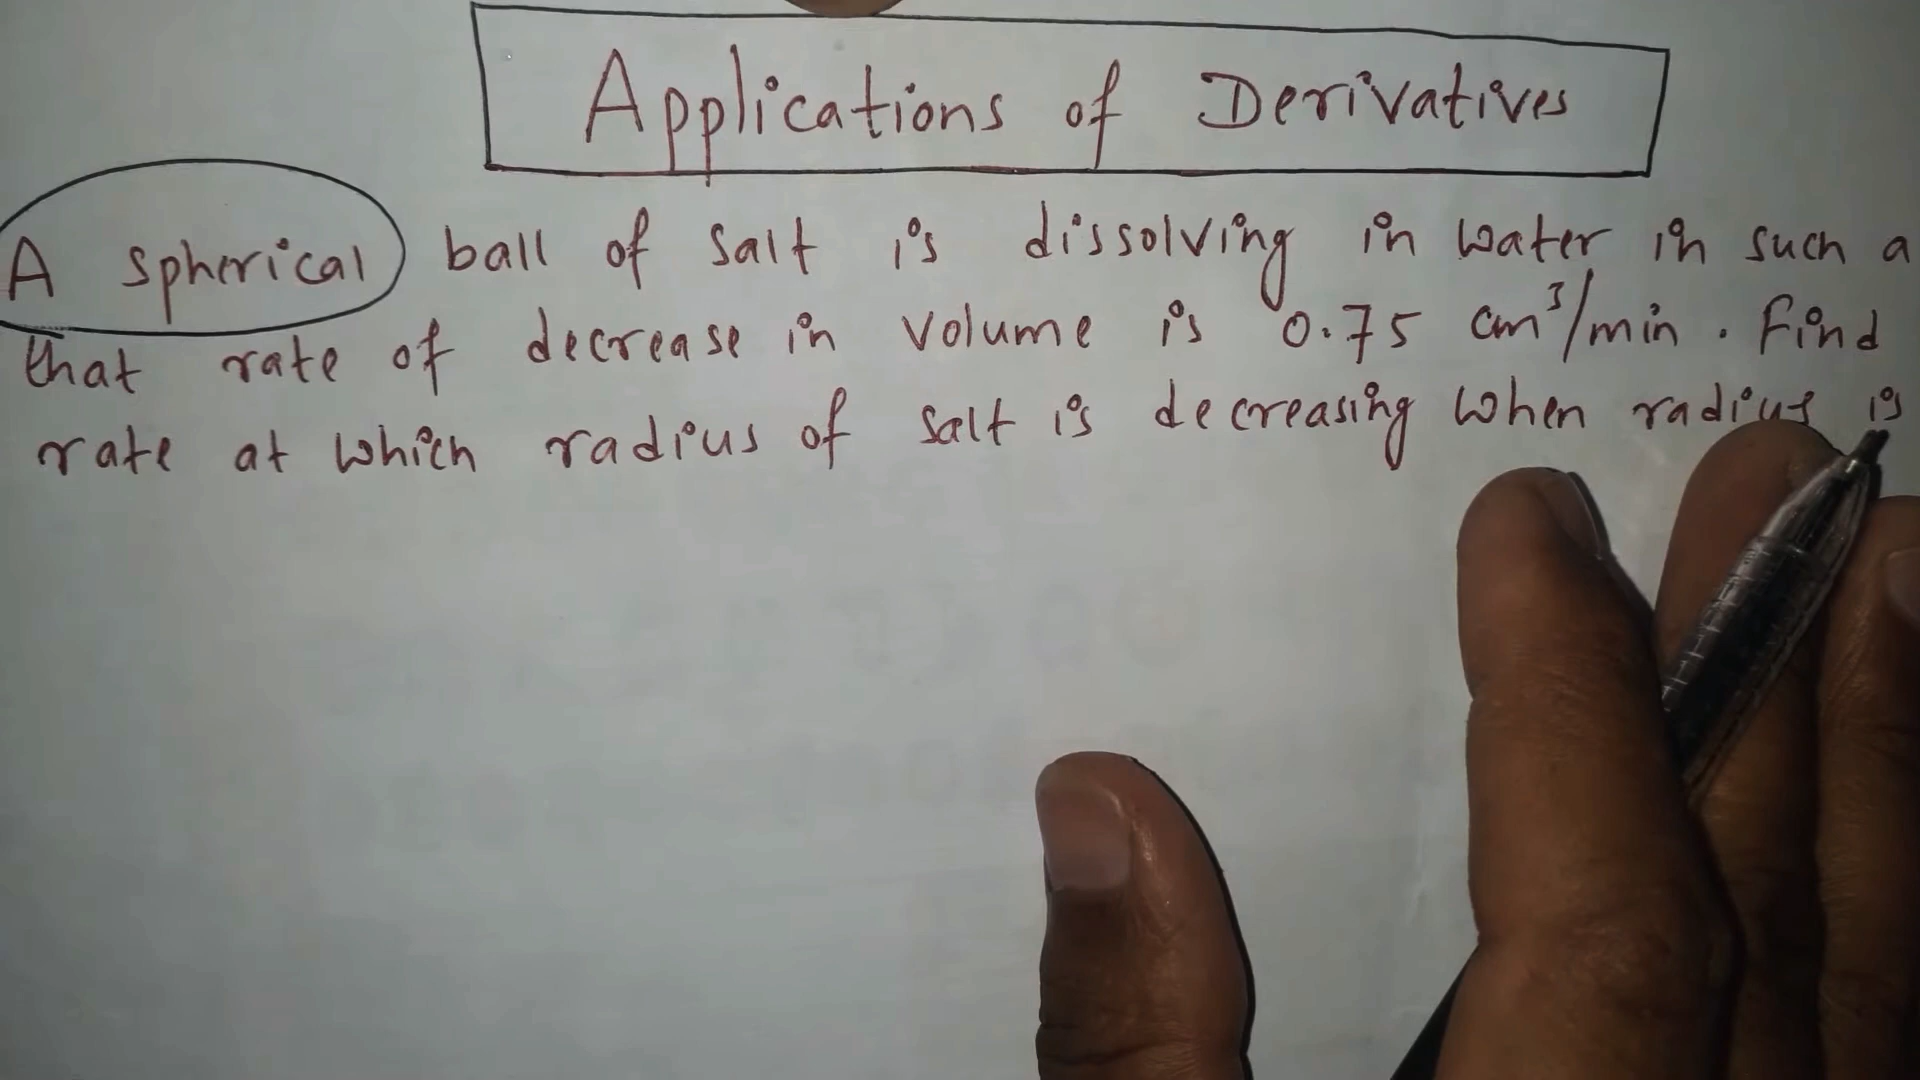 Applications of Derivatives
A spherical ball of salt is dissolving in water in such a
that rate of decrease in volume is 0.75 cm³/min. Find
rate at which radius of salt is decreasing when radius is